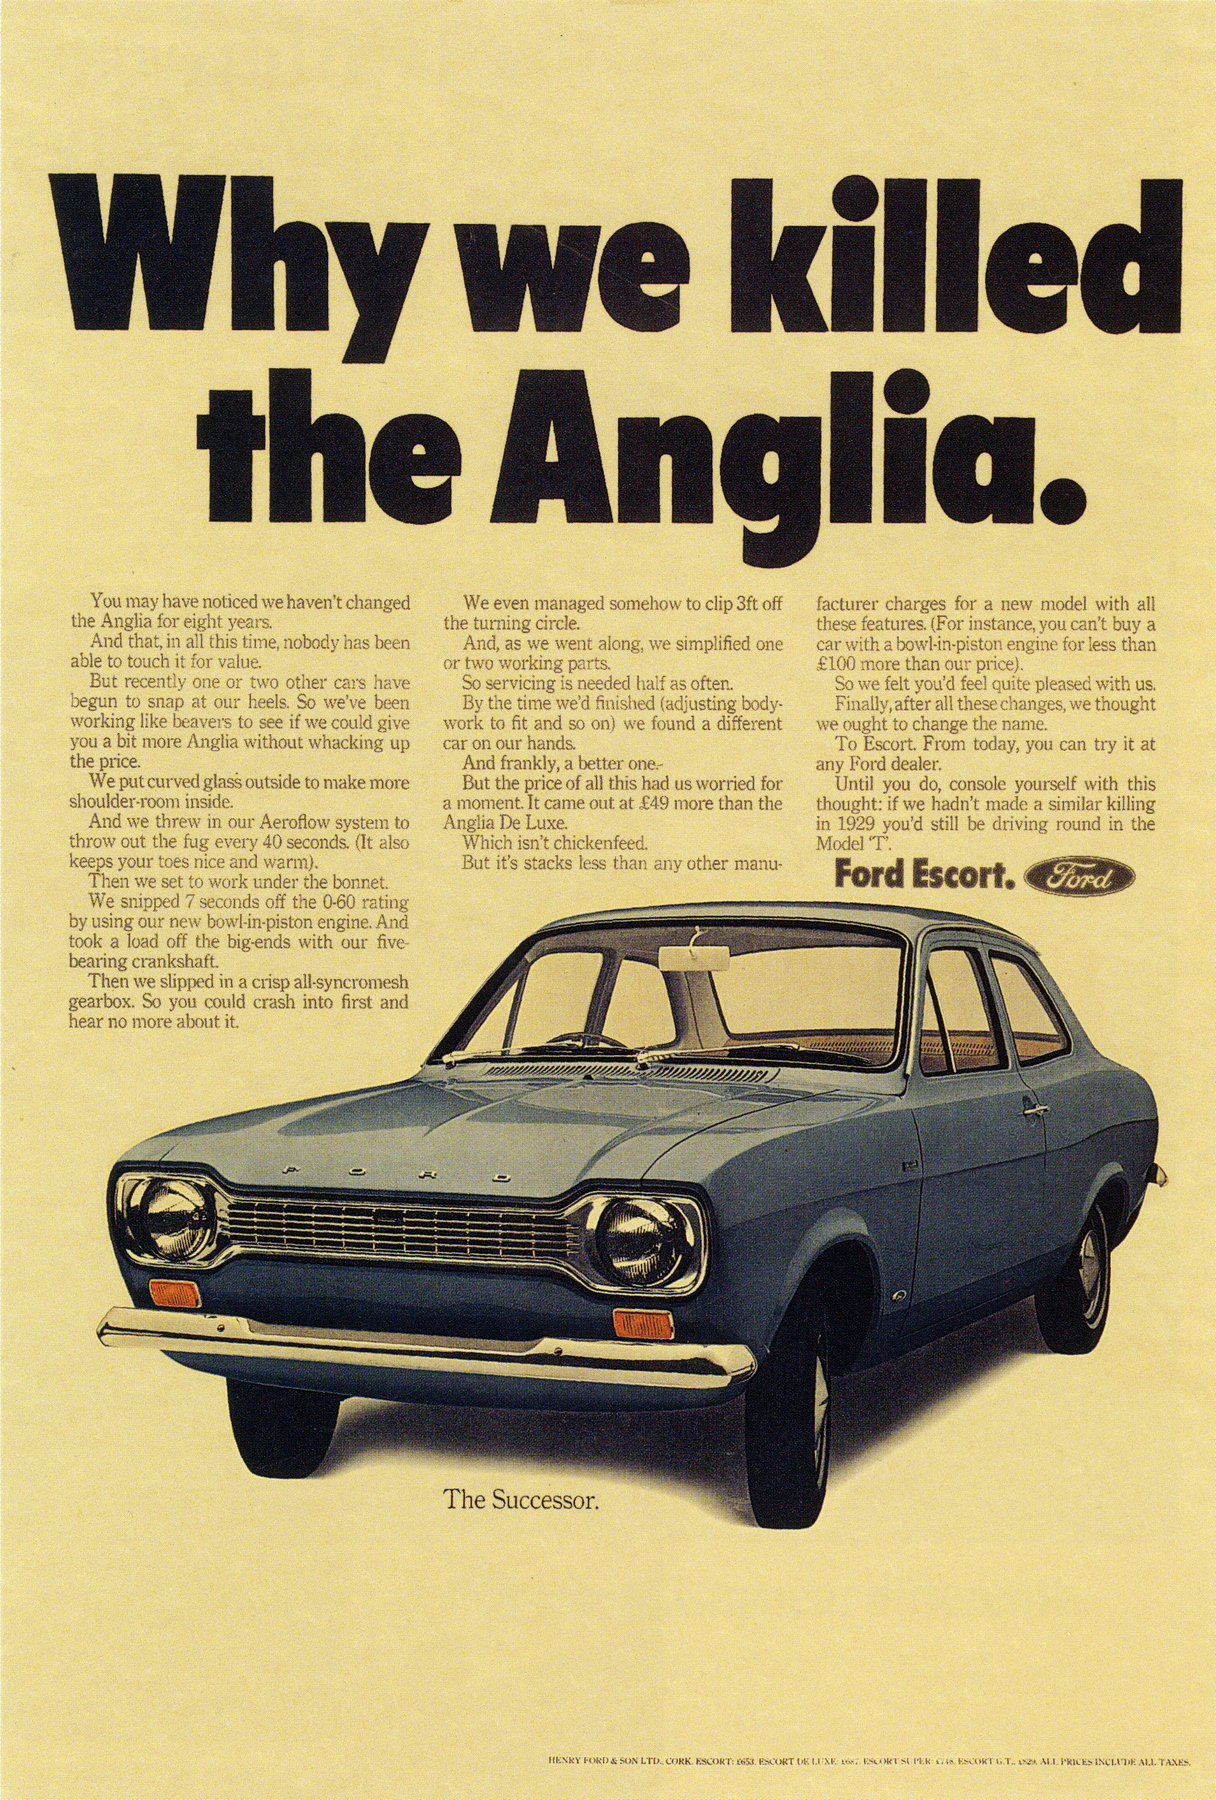 Why we killed
the Anglia.
You may have noticed we haven't changed
the Anglia for eight years.
And that, in all this time, nobody has been
able to touch it for value.
But recently one or two other cars have
begun to snap at our heels. So we've been
working like beavers to see if we could give
you a bit more Anglia without whacking up
the price.
We put curved glass outside to make more
shoulder-room inside.
And we threw in our Aeroflow system to
throw out the fug every 40 seconds. (It also
keeps your toes nice and warm).
Then we set to work under the bonnet.
We snipped 7 seconds off the 0-60 rating
by using our new bowl-in-piston engine. And
took a load off the big-ends with our five-
bearing crankshaft.
Then we slipped in a crisp all-syncromesh
gearbox. So you could crash into first and
hear no more about it.
We even managed somehow to clip 3ft off
the turning circle.
And, as we went along, we simplified one
or two working parts.
So servicing is needed half as often.
By the time we'd finished (adjusting body-
work to fit and so on) we found a different
car on our hands.
And frankly, a better one.
But the price of all this had us worried for
a moment. It came out at £49 more than the
Anglia De Luxe.
Which isn't chickenfeed.
But it's stacks less than any other manu-
facturer charges for a new model with all
these features. (For instance, you can't buy a
car with a bowl-in-piston engine for less than
£100 more than our price).
So we felt you'd feel quite pleased with us.
Finally, after all these changes, we thought
we ought to change the name.
To Escort. From today, you can try it at
any Ford dealer.
Until you do, console yourself with this
thought: if we hadn't made a similar killing
in 1929 you'd still be driving round in the
Model 'T'.
Ford Escort. Ford
FORD
The Successor.
HENRY FORD & SON LTD., CORK. ESCORT: £653. ESCORT DE LUXE: £687. ESCORT SUPER: £748. ESCORT G.T.: £829. ALL PRICES INCLUDE ALL TAXES.